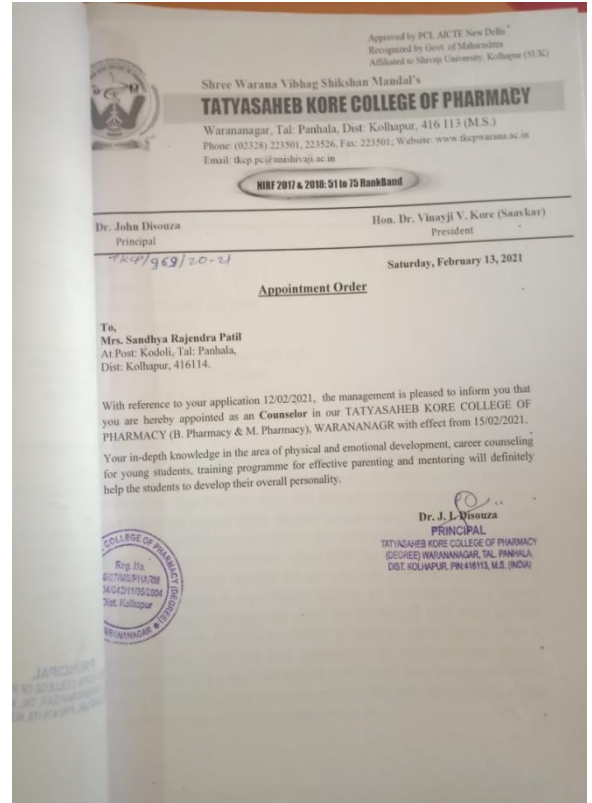 Approved by PCI, AICTE New Delhi
Recognized by Govt. of Maharashtra
Affiliated to Shivaji University, Kolhapur (SUK)
Shree Warana Vibhag Shikshan Mandal's
TATYASAHEB KORE COLLEGE OF PHARMACY
Warananagar, Tal: Panhala, Dist: Kolhapur, 416 113 (M.S.)
Phone: (02328) 223501, 223526, Fax: 223501; Website: www.tkcpwarana.ac.in
Email: tkcp.pc@unishivaji.ac.in
NIRF 2017 & 2018: 51 to 75 RankBand
Dr. John Disouza
Principal
Hon. Dr. Vinayji V. Kore (Saavkar)
President
TKCP/969/20-21
Saturday, February 13, 2021
Appointment Order
To,
Mrs. Sandhya Rajendra Patil
At Post: Kodoli, Tal: Panhala,
Dist: Kolhapur, 416114.
With reference to your application 12/02/2021, the management is pleased to inform you that
you are hereby appointed as an Counselor in our TATYASAHEB KORE COLLEGE OF
PHARMACY (B. Pharmacy & M. Pharmacy), WARANANAGR with effect from 15/02/2021.
Your in-depth knowledge in the area of physical and emotional development, career counseling
for young students, training programme for effective parenting and mentoring will definitely
help the students to develop their overall personality.
Dr. J. I. Disouza
PRINCIPAL
TATYASAHEB KORE COLLEGE OF PHARMACY
(DEGREE) WARANANAGAR, TAL. PANHALA.
DIST. KOLHAPUR. PIN:416113, M.S. (INDIA)
COLLEGE OF PHARMACY (DEGREE)
Reg. No.
Dist. Kolhapur
WARANANAGAR